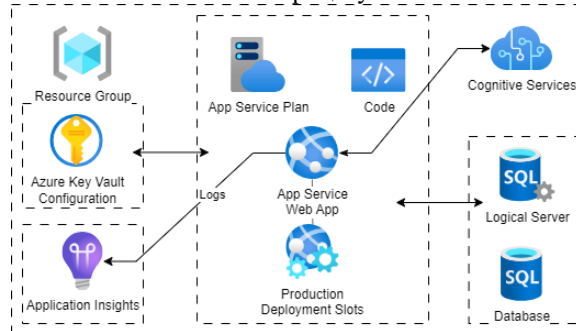 Resource Group
App Service Plan
Code
Cognitive Services
Azure Key Vault
Configuration
Logs
App Service
Web App
SQL
Logical Server
Application Insights
Production
Deployment Slots
SQL
Database